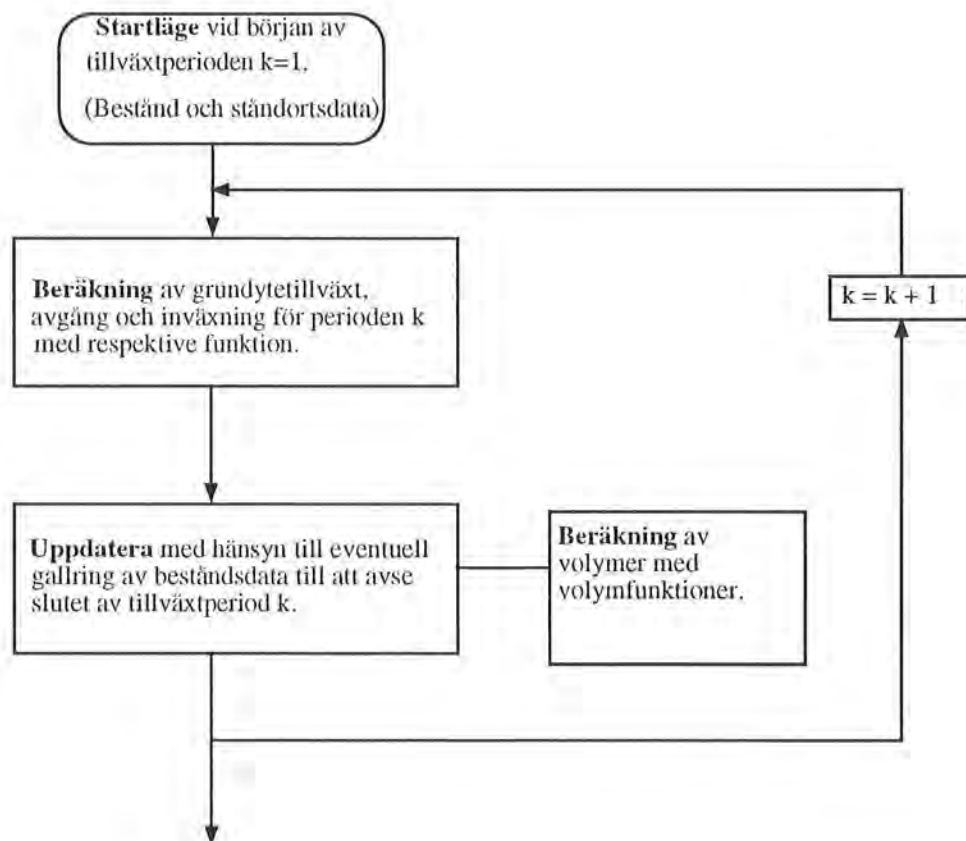 Startläge vid början av
tillväxtperioden k=1.
(Bestånd och ståndortsdata)
Beräkning av grundytetillväxt,
avgång och inväxning för perioden k
med respektive funktion.
k = k + 1
Uppdatera med hänsyn till eventuell
gallring av beståndsdata till att avse
slutet av tillväxtperiod k.
Beräkning av
volymer med
volymfunktioner.